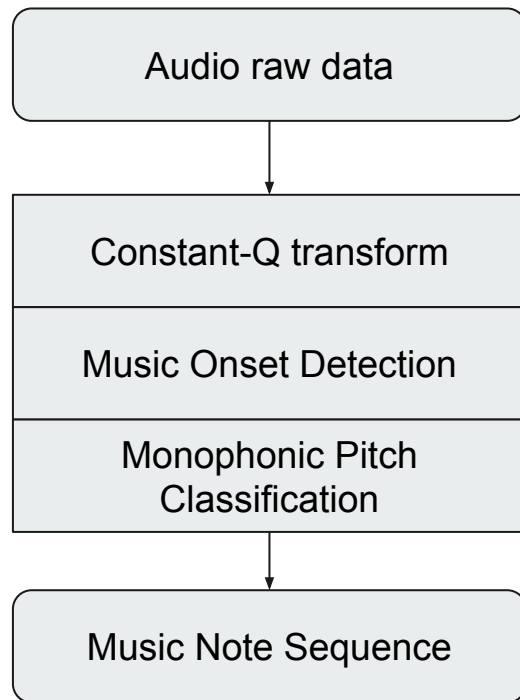 Audio raw data
Constant-Q transform
Music Onset Detection
Monophonic Pitch
Classification
Music Note Sequence